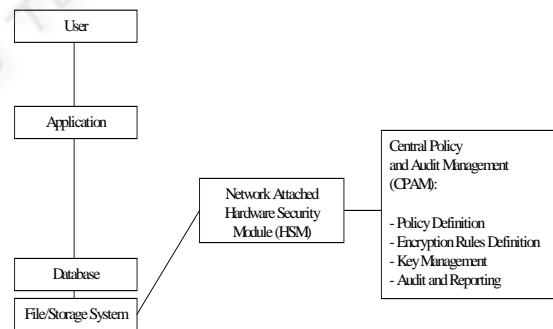 User
Application
Network Attached
Hardware Security
Module (HSM)
Central Policy
and Audit Management
(CPAM):
- Policy Definition
- Encryption Rules Definition
- Key Management
- Audit and Reporting
Database
File/Storage System